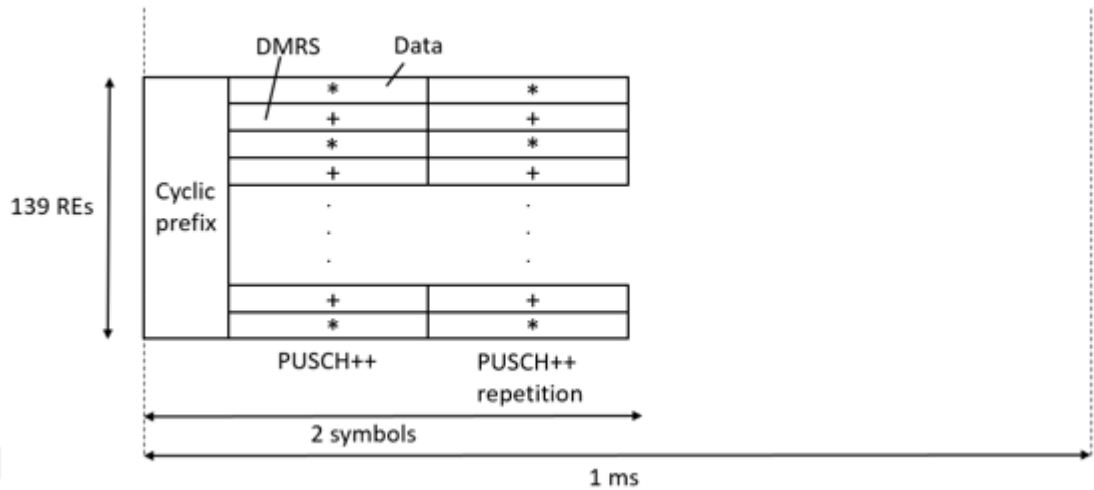 DMRS Data
* *
+ +
* *
+ +
Cyclic
prefix
139 REs
. .
. .
. .
+ +
* *
PUSCH++ PUSCH++
repetition
2 symbols
1 ms